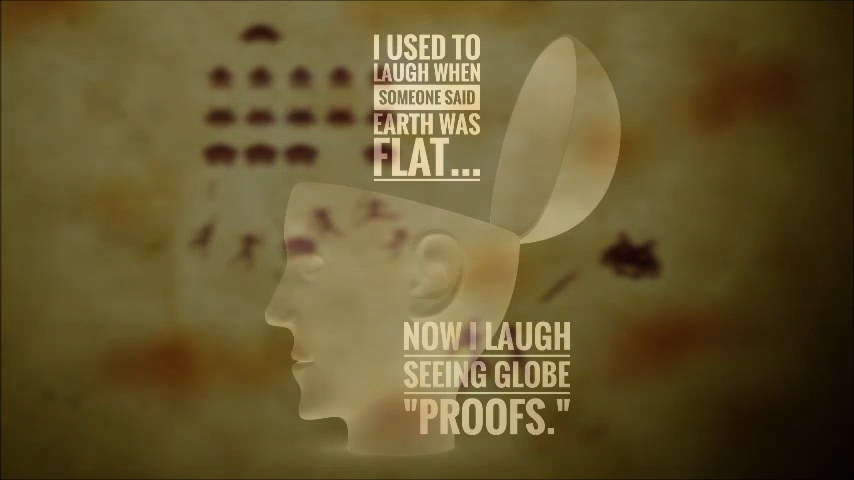 I USED TO
LAUGH WHEN
SOMEONE SAID
EARTH WAS
FLAT...
NOW I LAUGH
SEEING GLOBE
"PROOFS."